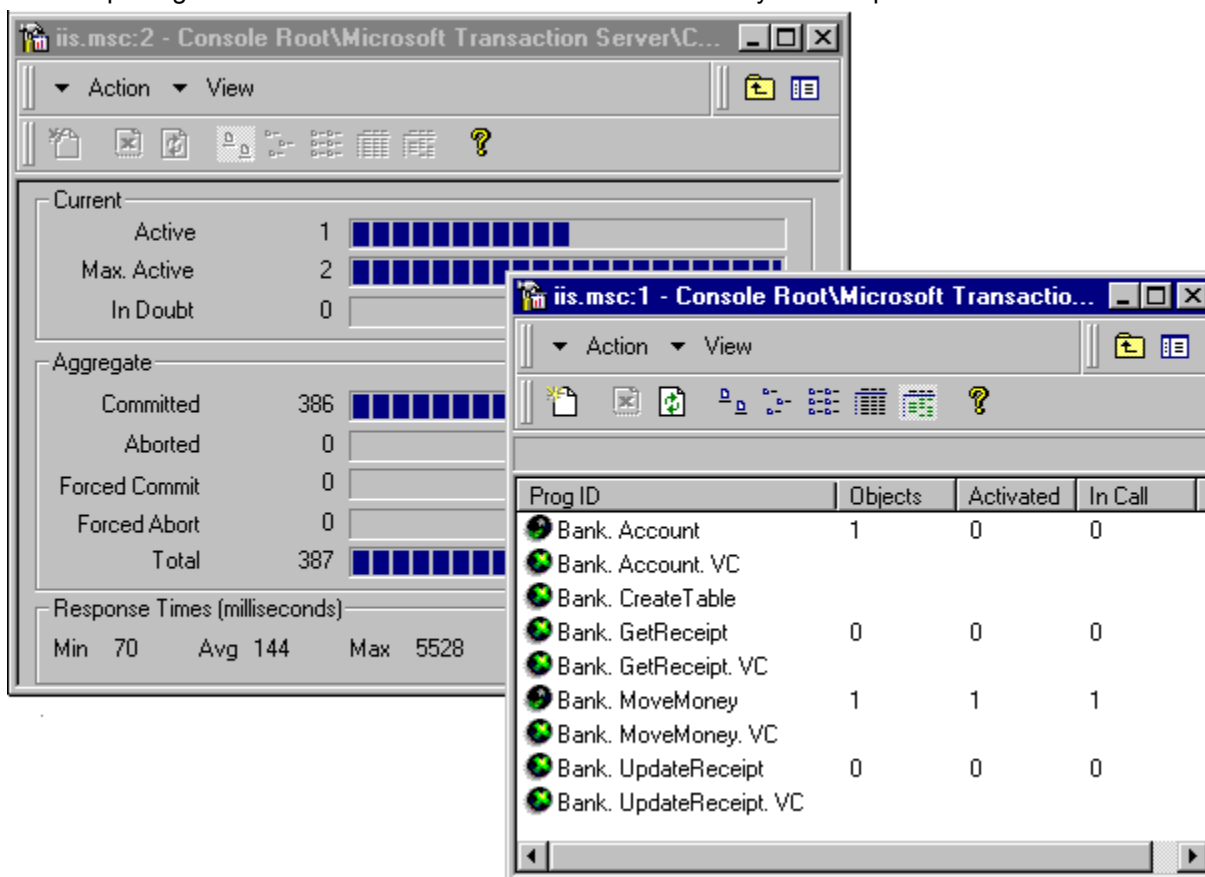 iis.msc:2 - Console Root\Microsoft Transaction Server\C...
Action View
?
Current
Active 1
Max. Active 2
In Doubt 0
Aggregate
Committed 386
Aborted 0
Forced Commit 0
Forced Abort 0
Total 387
Response Times (milliseconds)
Min 70 Avg 144 Max 5528
iis.msc:1 - Console Root\Microsoft Transactio...
Action View
?
Prog ID Objects Activated In Call
Bank. Account 1 0 0
Bank. Account. VC
Bank. CreateTable
Bank. GetReceipt 0 0 0
Bank. GetReceipt. VC
Bank. MoveMoney 1 1 1
Bank. MoveMoney. VC
Bank. UpdateReceipt 0 0 0
Bank. UpdateReceipt. VC